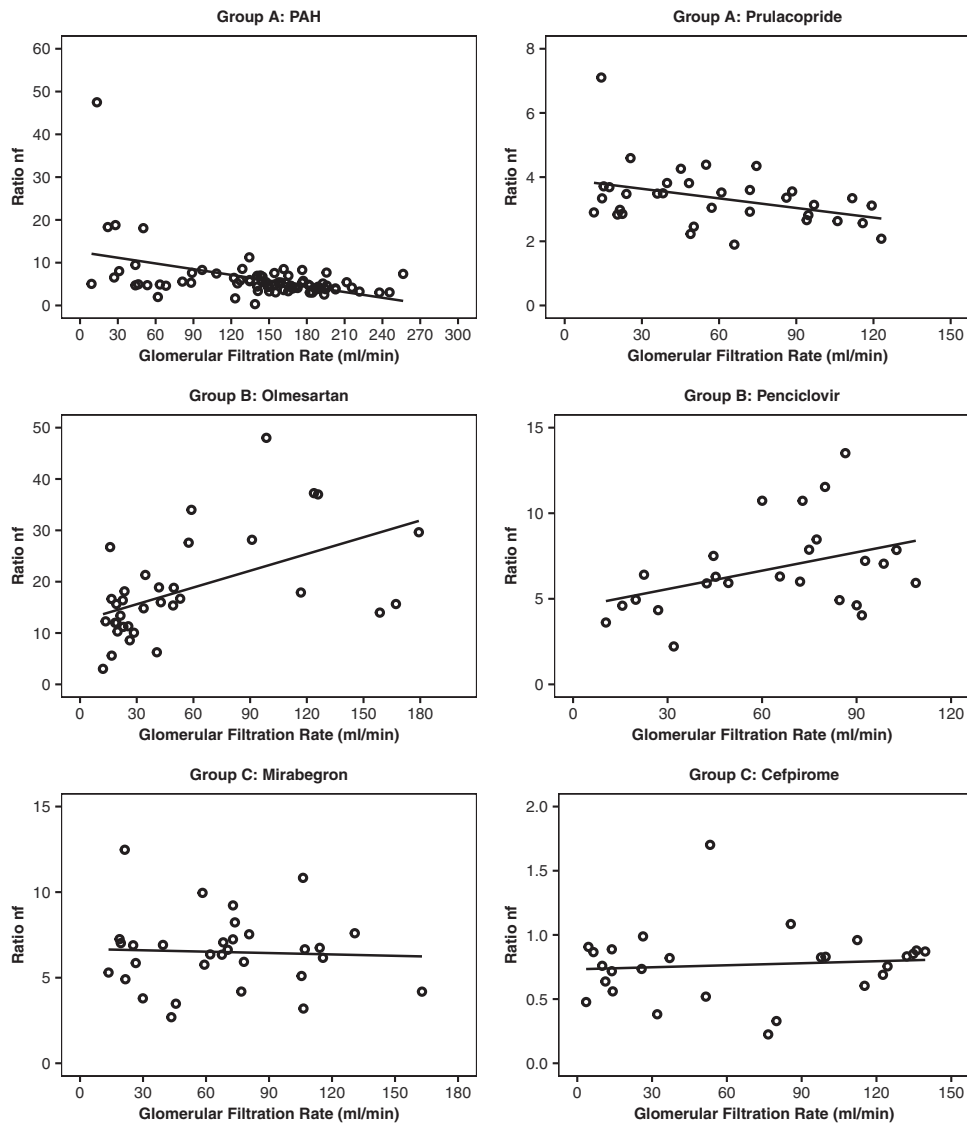 Group A: PAH
60
50
40
30
20
10
0
Ratio nf
0 30 60 90 120 150 180 210 240 270 300
Glomerular Filtration Rate (ml/min)
Group A: Prulacopride
8
6
4
2
0
Ratio nf
0 30 60 90 120 150
Glomerular Filtration Rate (ml/min)
Group B: Olmesartan
50
40
30
20
10
0
Ratio nf
0 30 60 90 120 150 180
Glomerular Filtration Rate (ml/min)
Group B: Penciclovir
15
10
5
0
Ratio nf
0 30 60 90 120
Glomerular Filtration Rate (ml/min)
Group C: Mirabegron
15
10
5
0
Ratio nf
0 30 60 90 120 150 180
Glomerular Filtration Rate (ml/min)
Group C: Cefpirome
2.0
1.5
1.0
0.5
0.0
Ratio nf
0 30 60 90 120 150
Glomerular Filtration Rate (ml/min)